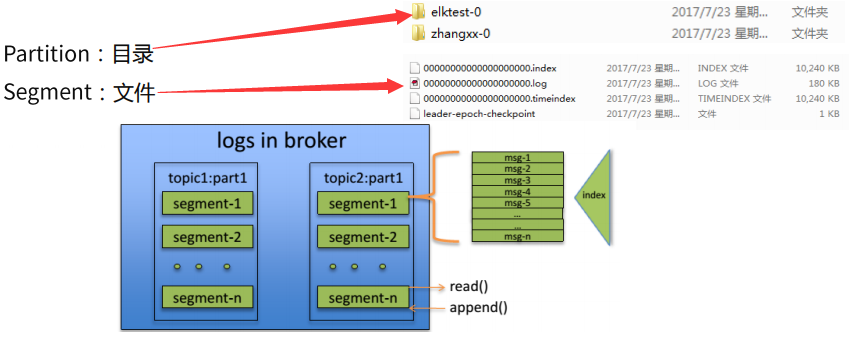 elktest-0 2017/7/23 星期... 文件夹
zhangxx-0 2017/7/23 星期... 文件夹
Partition：目录
Segment：文件
00000000000000000000.index 2017/7/23 星期... INDEX 文件 10,240 KB
00000000000000000000.log 2017/7/23 星期... LOG 文件 180 KB
00000000000000000000.timeindex 2017/7/23 星期... TIMEINDEX 文件 10,240 KB
leader-epoch-checkpoint 2017/7/23 星期... 文件 1 KB
logs in broker
topic1:part1
segment-1
segment-2
segment-n
topic2:part1
segment-1
segment-2
segment-n
msg-1
msg-2
msg-3
msg-4
msg-5
...
...
msg-n
index
read()
append()